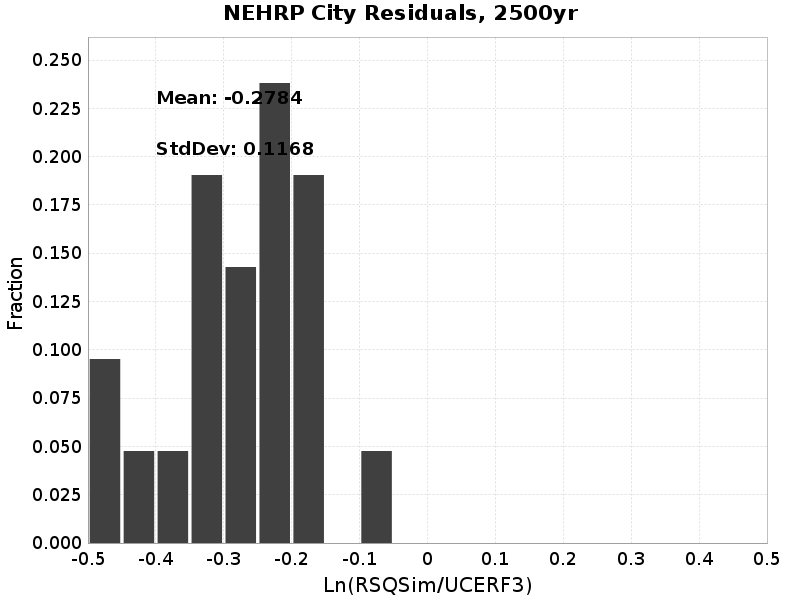 NEHRP City Residuals, 2500yr
0.250
Mean: -0.2784
0.225
StdDev: 0.1168
0.200
0.175
0.150
0.125
Fraction
0.100
0.075
0.050
0.025
0.000
-0.5 -0.4 -0.3 -0.2 -0.1 0 0.1 0.2 0.3 0.4 0.5
Ln(RSQSim/UCERF3)